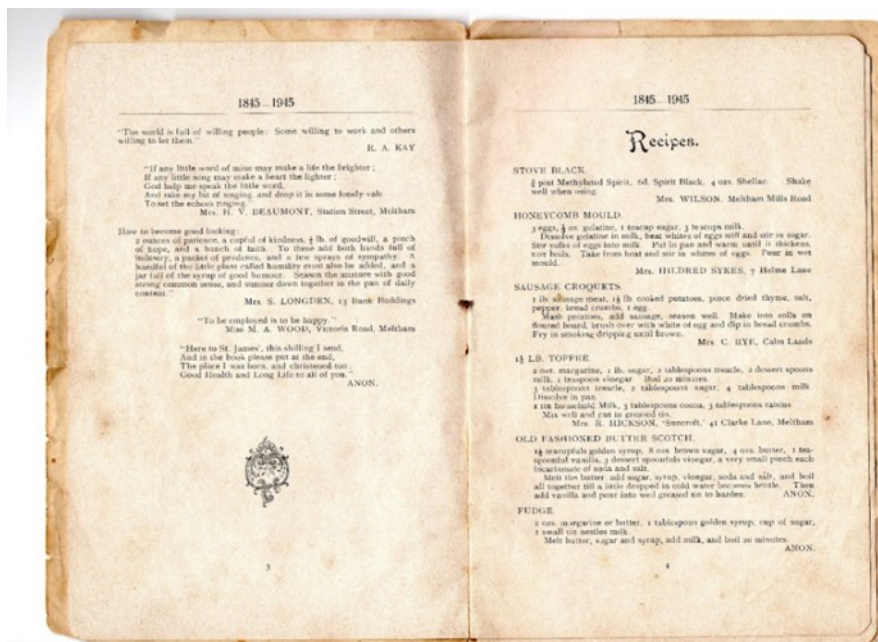 1845—1945
"The world is full of willing people: Some willing to work and others
willing to let them."
R. A. KAY
"If any little word of mine may make a life the brighter;
If any little song may make a heart the lighter;
God help me speak the little word,
And take my bit of singing, and drop it in some lonely vale
To set the echoes ringing."
Mrs. H. V. BEAUMONT, Station Street, Meltham
How to become good looking:
2 ounces of patience, a cupful of kindness, ½ lb. of goodwill, a pinch
of hope, and a bunch of faith. To these add both hands full of
industry, a packet of prudence, and a few sprays of sympathy. A
handful of the little plant called humility must also be added, and a
jar full of the syrup of good humour. Season the mixture with good
strong common sense, and simmer down together in the pan of daily
content."
Mrs. S. LONGDEN, 13 Bank Buildings
"To be employed is to be happy."
Miss M. A. WOOD, Victoria Road, Meltham
"Here to St. James', this shilling I send,
And in the book please put at the end,
The place I was born, and christened too;
Good Health and Long Life to all of you."
ANON.
3
1845—1945
Recipes.
STOVE BLACK.
pint Methylated Spirit, 6d. Spirit Black, 4 ozs. Shellac. Shake
well when using.
Mrs. WILSON, Meltham Mills Road
HONEYCOMB MOULD.
3 eggs, ½ oz. gelatine, 1 teacup sugar, 3 teacups milk.
Dissolve gelatine in milk, beat whites of eggs stiff and stir in sugar.
Stir yolks of eggs into milk. Put in pan and warm until it thickens,
not boils. Take from heat and stir in whites of eggs. Pour in wet
mould.
Mrs. HILDRED SYKES, 7 Helme Lane
SAUSAGE CROQUETS.
1 lb. sausage meat, 1½ lb. cooked potatoes, pince dried thyme, salt,
pepper, bread crumbs, 1 egg.
Mash potatoes, add sausage, season well. Make into rolls on
floured board, brush over with white of egg and dip in bread crumbs.
Fry in smoking dripping until brown.
Mrs. C. RYE, Calm Lands
1½ LB. TOFFEE.
2 ozs. margarine, 1 lb. sugar, 2 tablespoons treacle, 2 dessert spoons
milk, 1 teaspoon vinegar. Boil 20 minutes.
3 tablespoons treacle, 2 tablespoons sugar, 4 tablespoons milk.
Dissolve in pan.
1 tin household Milk, 3 tablespoons cocoa, 3 tablespoons raisins.
Mix well and put in greased tin.
Mrs. R. HICKSON, 'Suncroft,' 41 Clarke Lane, Meltham
OLD FASHIONED BUTTER SCOTCH.
1½ teacupfuls golden syrup, 8 ozs. brown sugar, 4 ozs. butter, 1 tea-
spoonful vanilla, 3 dessert spoonfuls vinegar, a very small pinch each
bicarbonate of soda and salt.
Melt the butter, add sugar, syrup, vinegar, soda and salt, and boil
all together till a little dropped in cold water becomes brittle. Then
add vanilla and pour into well greased tin to harden. ANON.
FUDGE.
2 ozs. margarine or butter, 1 tablespoon golden syrup, cup of sugar,
1 small tin nestles milk.
Melt butter, sugar and syrup, add milk, and boil 20 minutes.
ANON.
4